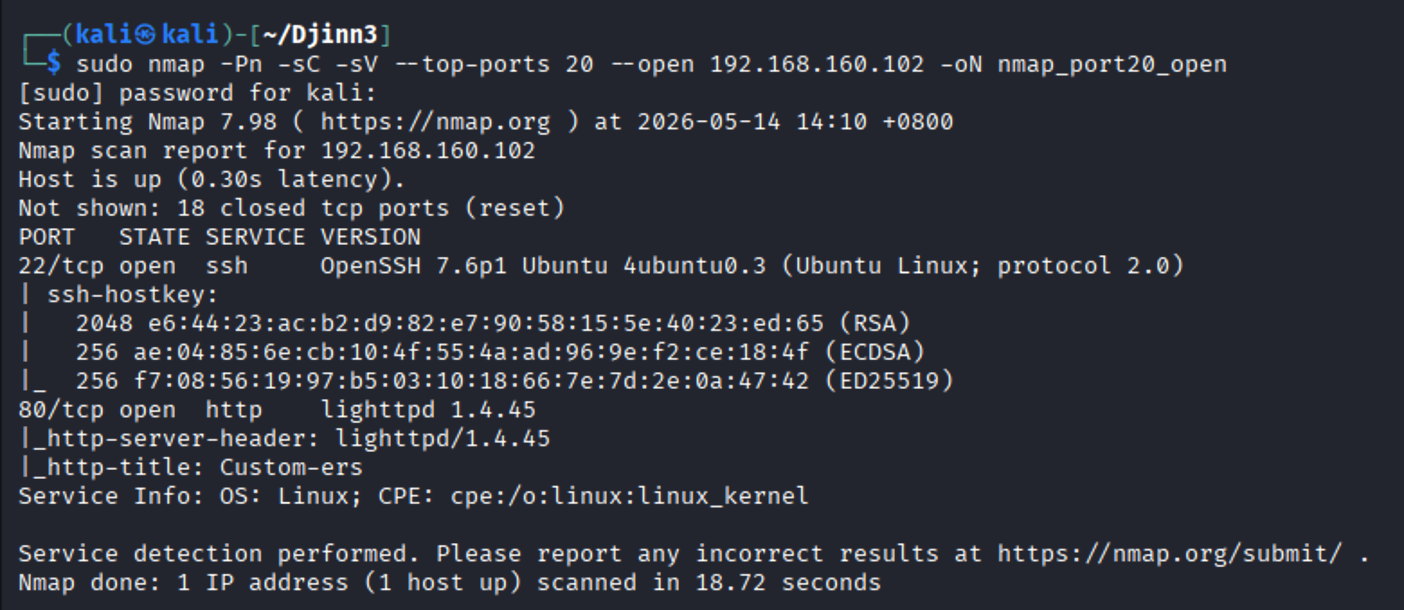 ┌──(kali㉿kali)-[~/Djinn3]
└─$ sudo nmap -Pn -sC -sV --top-ports 20 --open 192.168.160.102 -oN nmap_port20_open
[sudo] password for kali:
Starting Nmap 7.98 ( https://nmap.org ) at 2026-05-14 14:10 +0800
Nmap scan report for 192.168.160.102
Host is up (0.30s latency).
Not shown: 18 closed tcp ports (reset)
PORT   STATE SERVICE VERSION
22/tcp open  ssh     OpenSSH 7.6p1 Ubuntu 4ubuntu0.3 (Ubuntu Linux; protocol 2.0)
| ssh-hostkey:
|   2048 e6:44:23:ac:b2:d9:82:e7:90:58:15:5e:40:23:ed:65 (RSA)
|   256 ae:04:85:6e:cb:10:4f:55:4a:ad:96:9e:f2:ce:18:4f (ECDSA)
|_  256 f7:08:56:19:97:b5:03:10:18:66:7e:7d:2e:0a:47:42 (ED25519)
80/tcp open  http    lighttpd 1.4.45
|_http-server-header: lighttpd/1.4.45
|_http-title: Custom-ers
Service Info: OS: Linux; CPE: cpe:/o:linux:linux_kernel

Service detection performed. Please report any incorrect results at https://nmap.org/submit/ .
Nmap done: 1 IP address (1 host up) scanned in 18.72 seconds